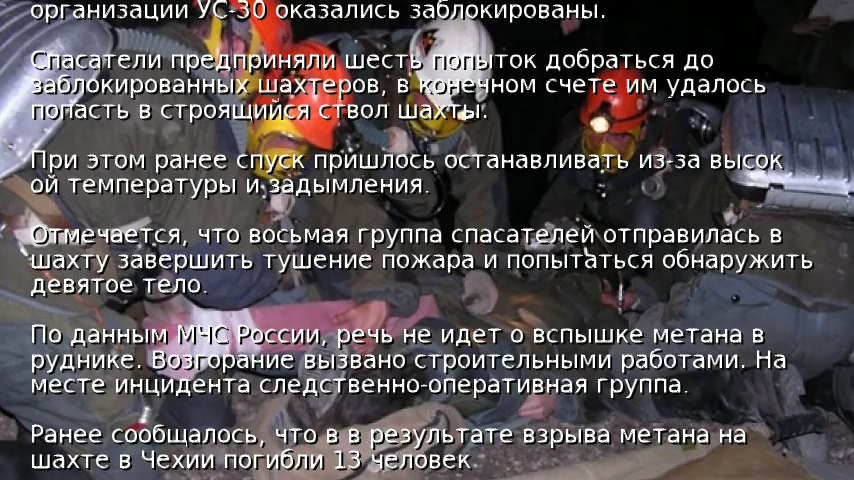 организации УС-30 оказались заблокированы.
Спасатели предприняли шесть попыток добраться до
заблокированных шахтеров, в конечном счете им удалось
попасть в строящийся ствол шахты.
При этом ранее спуск пришлось останавливать из-за высок
ой температуры и задымления.
Отмечается, что восьмая группа спасателей отправилась в
шахту завершить тушение пожара и попытаться обнаружить
девятое тело.
По данным МЧС России, речь не идет о вспышке метана в
руднике. Возгорание вызвано строительными работами. На
месте инцидента следственно-оперативная группа.
Ранее сообщалось, что в в результате взрыва метана на
шахте в Чехии погибли 13 человек